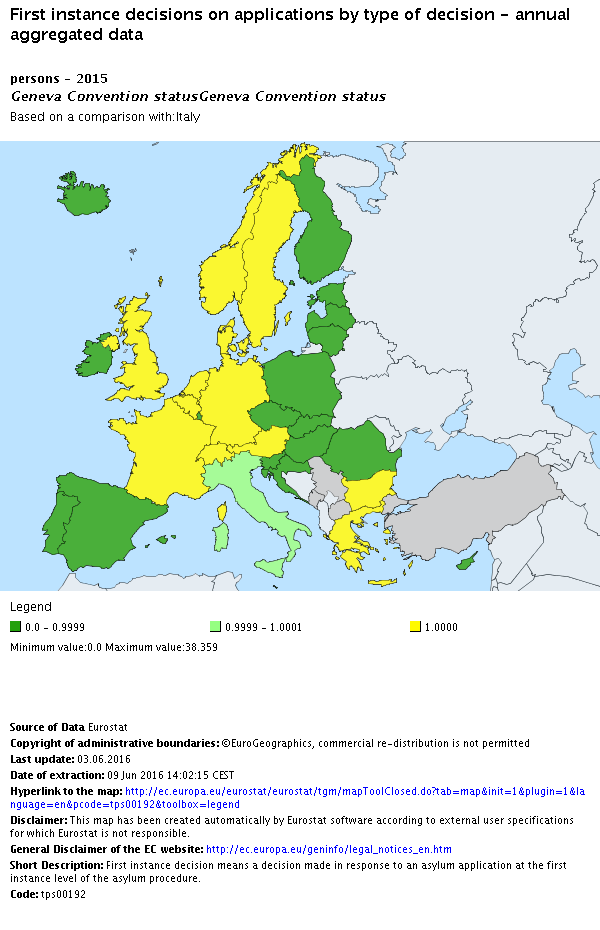 First instance decisions on applications by type of decision – annual
aggregated data
persons – 2015
Geneva Convention statusGeneva Convention status
Based on a comparison with:Italy
Legend
0.0 – 0.9999
0.9999 – 1.0001
1.0000
Minimum value:0.0 Maximum value:38.359
Source of Data Eurostat
Copyright of administrative boundaries: ©EuroGeographics, commercial re-distribution is not permitted
Last update: 03.06.2016
Date of extraction: 09 Jun 2016 14:02:15 CEST
Hyperlink to the map: http://ec.europa.eu/eurostat/eurostat/tgm/mapToolClosed.do?tab=map&init=1&plugin=1&la
nguage=en&pcode=tps00192&toolbox=legend
Disclaimer: This map has been created automatically by Eurostat software according to external user specifications
for which Eurostat is not responsible.
General Disclaimer of the EC website: http://ec.europa.eu/geninfo/legal_notices_en.htm
Short Description: First instance decision means a decision made in response to an asylum application at the first
instance level of the asylum procedure.
Code: tps00192